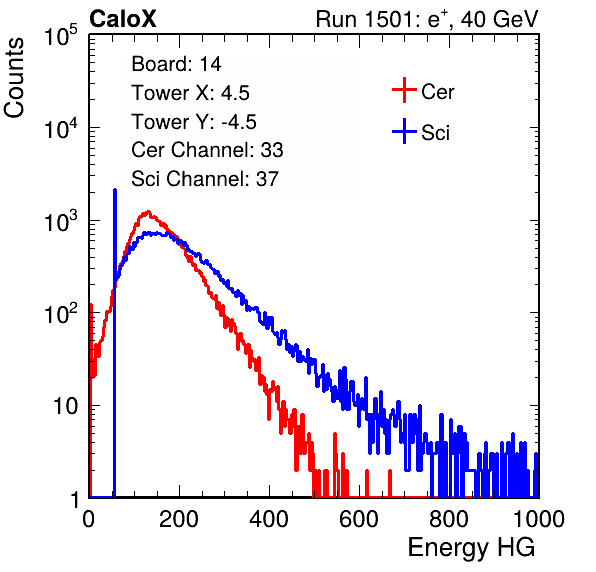 CaloX Run 1501: e⁺, 40 GeV
Board: 14
Tower X: 4.5
Tower Y: -4.5
Cer Channel: 33
Sci Channel: 37
Cer
Sci
Counts
10⁵
10⁴
10³
10²
10
1
0 200 400 600 800 1000
Energy HG